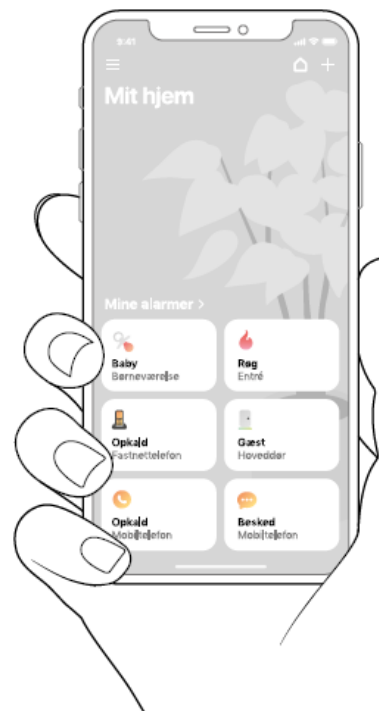 9:41
Mit hjem
Mine alarmer >
Baby
Børneværelse
Røg
Entré
Opkald
Fastnettelefon
Gæst
Hoveddør
Opkald
Mobiltelefon
Besked
Mobiltelefon